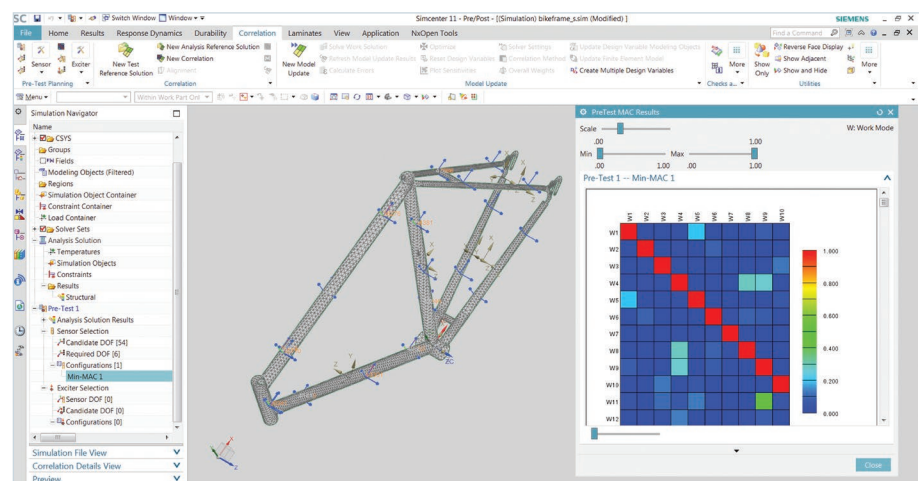 SC Switch Window Window Simcenter 11 - Pre/Post - [(Simulation) bikeframe_s.sim (Modified) ] SIEMENS
File Home Results Response Dynamics Durability Correlation Laminates View Application NxOpen Tools Find a Command
Sensor Exciter New Test Reference Solution
New Analysis Reference Solution
New Correlation
Alignment
New Model Update
Solve Work Solution
Refresh Model Update Results
Calculate Errors
Optimize
Reset Design Variables
Plot Sensitivities
Solver Settings
Correlation Method
Overall Weights
Update Design Variable Modeling Objects
Update Finite Element Model
Create Multiple Design Variables
More
Show Only
Reverse Face Display
Show Adjacent
Show and Hide
More
Pre-Test Planning Correlation Model Update Checks a... Utilities
Menu Within Work Part Onl
Simulation Navigator
Name
CSYS
Groups
Fields
Modeling Objects (Filtered)
Regions
Simulation Object Container
Constraint Container
Load Container
Solver Sets
Analysis Solution
Temperatures
Simulation Objects
Constraints
Results
Structural
Pre-Test 1
Analysis Solution Results
Sensor Selection
Candidate DOF [54]
Required DOF [6]
Configurations [1]
Min-MAC 1
Exciter Selection
Sensor DOF [0]
Candidate DOF [0]
Configurations [0]
Simulation File View
Correlation Details View
Preview
ZC
PreTest MAC Results
Scale W: Work Mode
.00 1.00
Min Max
.00 1.00 .00 1.00
Pre-Test 1 -- Min-MAC 1
W1 W2 W3 W4 W5 W6 W7 W8 W9 W10
W1
W2
W3
W4
W5
W6
W7
W8
W9
W10
W11
W12
1.000
0.800
0.600
0.400
0.200
0.000
Close